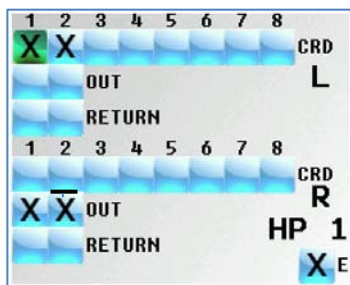 1 2 3 4 5 6 7 8
X X CRD
L
OUT
RETURN
1 2 3 4 5 6 7 8
CRD
R
X X OUT
HP 1
RETURN
X E